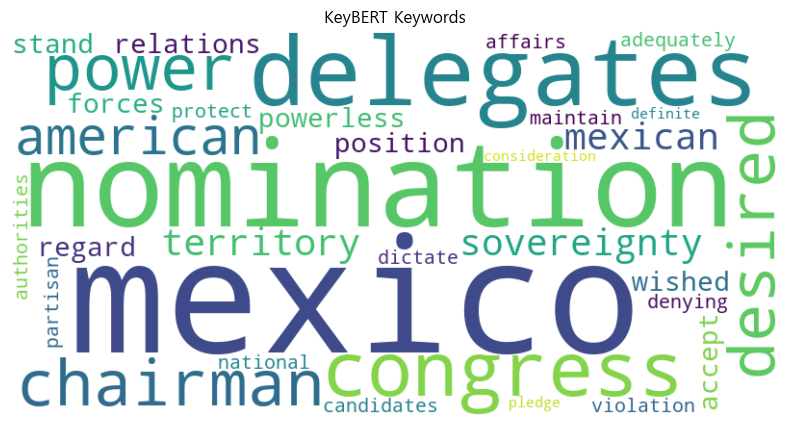 KeyBERT Keywords
stand
relations
affairs
adequately
power
delegates
forces
protect
powerless
maintain
definite
american
position
mexican
nomination
consideration
desired
authorities
regard
territory
dictate
sovereignty
mexico
wished
partisan
denying
accept
national
chairman
congress
candidates
pledge
violation